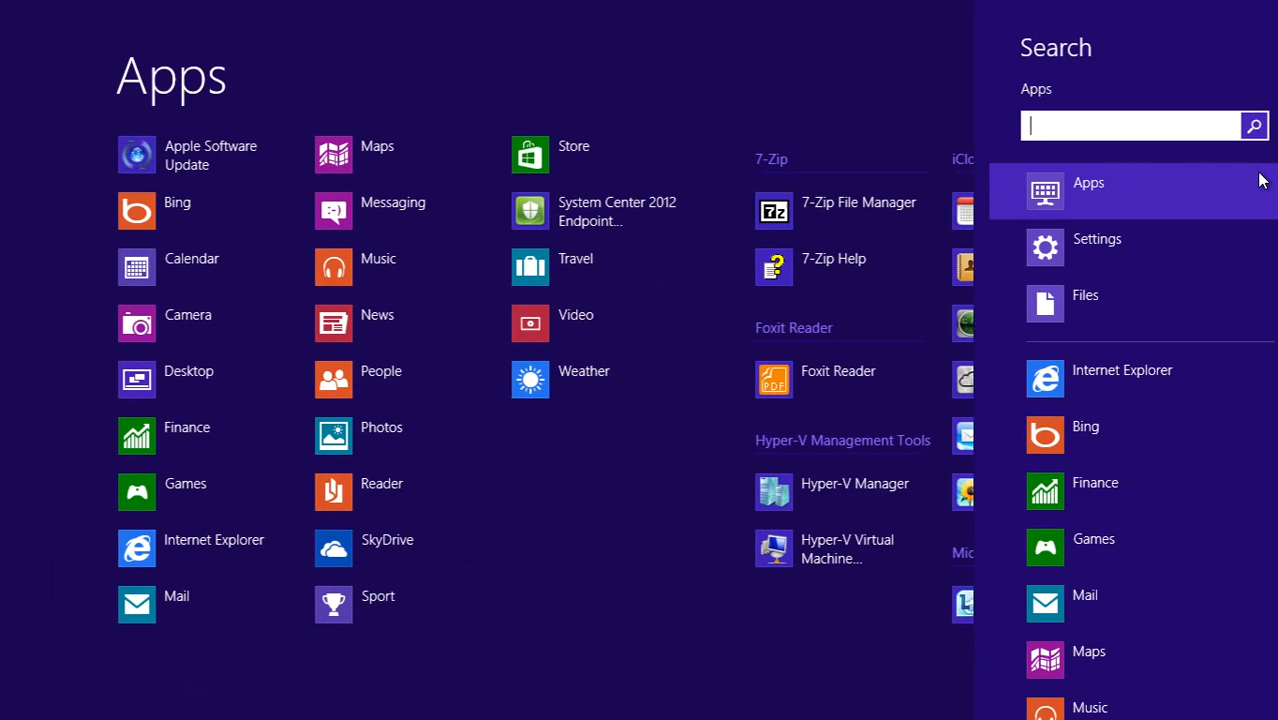 Apps
Apple Software
Update
Bing
Calendar
Camera
Desktop
Finance
Games
Internet Explorer
Mail
Maps
Messaging
Music
News
People
Photos
Reader
SkyDrive
Sport
Store
System Center 2012
Endpoint...
Travel
Video
Weather
7-Zip
7-Zip File Manager
7-Zip Help
Foxit Reader
PDF
Foxit Reader
Hyper-V Management Tools
Hyper-V Manager
Hyper-V Virtual
Machine...
Search
Apps
Apps
Settings
Files
Internet Explorer
Bing
Finance
Games
Mail
Maps
Music